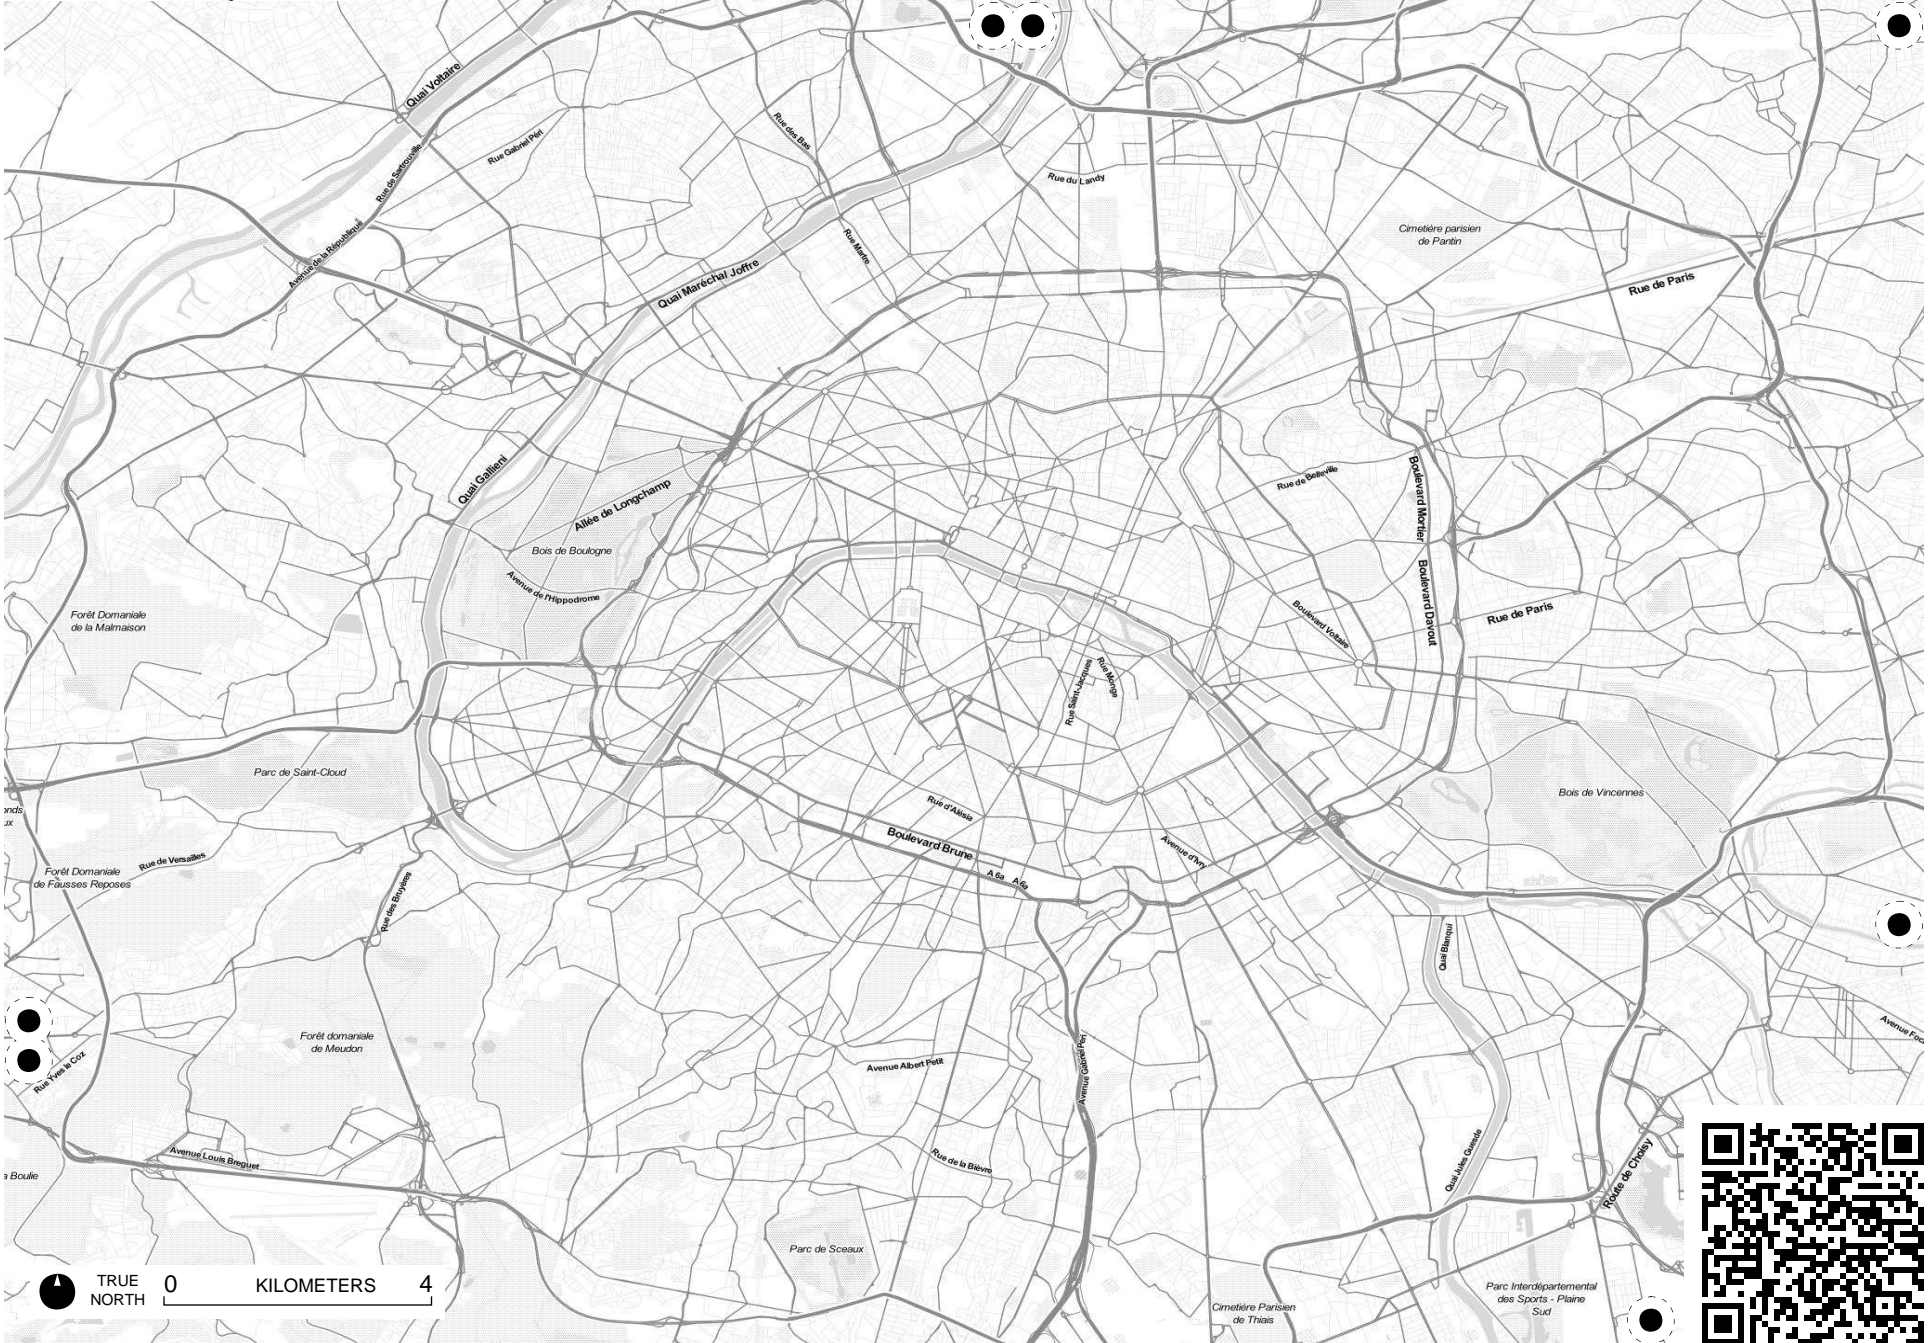 Quai Voltaire
Rue Gabriel Péri
Rue des Bas
Rue de Sartrouville
Rue du Landy
Avenue de la République
Rue Martre
Cimetière parisien
de Pantin
Quai Maréchal Joffre
Rue de Paris
Quai Gallieni
Allée de Longchamp
Rue de Belleville
Boulevard Mortier
Bois de Boulogne
Avenue de l'Hippodrome
Boulevard Davout
Forêt Domaniale
de la Malmaison
Boulevard Voltaire
Rue de Paris
Rue Saint-Jacques
Rue Monge
Parc de Saint-Cloud
Bois de Vincennes
onds
ux
Rue d'Alésia
Boulevard Brune
Avenue d'Ivry
Rue de Versailles
Forêt Domaniale
de Fausses Reposes
A 6a
A 6a
Rue des Bruyères
Quai Blanqui
Forêt domaniale
de Meudon
Avenue Foc
Rue Yves le Coz
Avenue Albert Petit
Avenue Gabriel Péri
Avenue Louis Breguet
Rue de la Bièvre
Quai Jules Guesde
Route de Choisy
a Boulie
Parc de Sceaux
TRUE
NORTH
0 KILOMETERS 4
Cimetière Parisien
de Thiais
Parc Interdépartemental
des Sports - Plaine
Sud